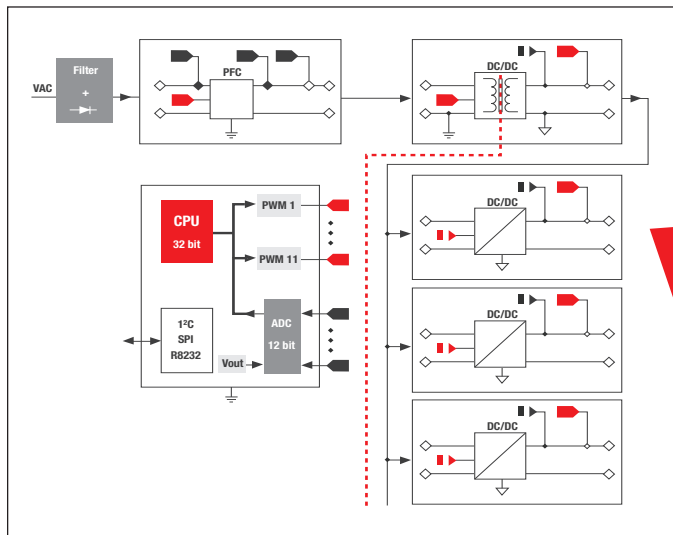 Filter
+
VAC
PFC
DC/DC
CPU
32 bit
PWM 1
PWM 11
ADC
12 bit
1²C
SPI
R8232
Vout
DC/DC
DC/DC
DC/DC